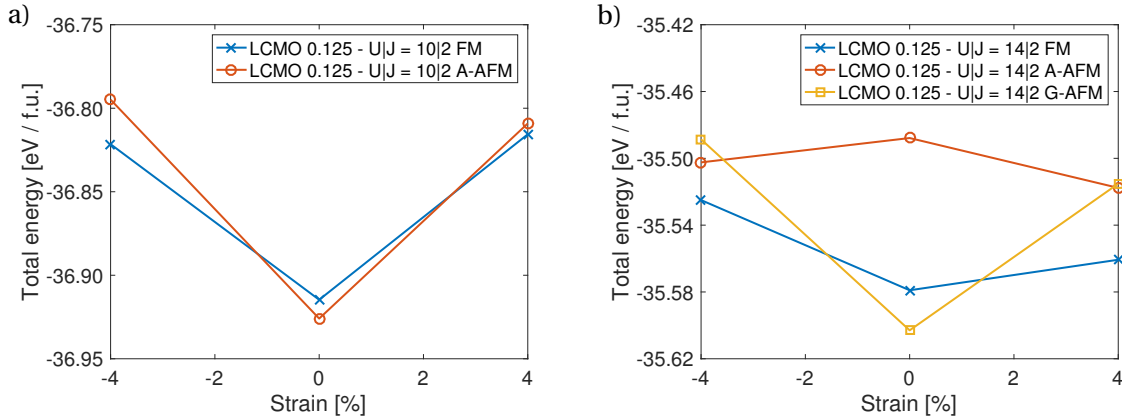 a)
Total energy [eV / f.u.]
-36.75
-36.80
-36.85
-36.90
-36.95
LCMO 0.125 - U|J = 10|2 FM
LCMO 0.125 - U|J = 10|2 A-AFM
-4 -2 0 2 4
Strain [%]
b)
Total energy [eV / f.u.]
-35.42
-35.46
-35.50
-35.54
-35.58
-35.62
LCMO 0.125 - U|J = 14|2 FM
LCMO 0.125 - U|J = 14|2 A-AFM
LCMO 0.125 - U|J = 14|2 G-AFM
-4 -2 0 2 4
Strain [%]